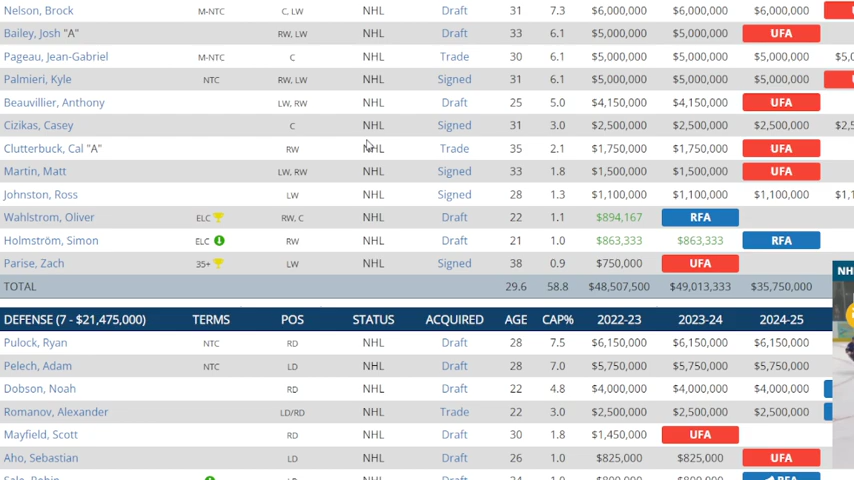 Nelson, Brock M-NTC C, LW NHL Draft 31 7.3 $6,000,000 $6,000,000 $6,000,000
Bailey, Josh "A" RW, LW NHL Draft 33 6.1 $5,000,000 $5,000,000 UFA
Pageau, Jean-Gabriel M-NTC C NHL Trade 30 6.1 $5,000,000 $5,000,000 $5,000,000 $5,0
Palmieri, Kyle NTC RW, LW NHL Signed 31 6.1 $5,000,000 $5,000,000 $5,000,000
Beauvillier, Anthony LW, RW NHL Draft 25 5.0 $4,150,000 $4,150,000 UFA
Cizikas, Casey C NHL Signed 31 3.0 $2,500,000 $2,500,000 $2,500,000 $2,5
Clutterbuck, Cal "A" RW NHL Trade 35 2.1 $1,750,000 $1,750,000 UFA
Martin, Matt LW, RW NHL Signed 33 1.8 $1,500,000 $1,500,000 UFA
Johnston, Ross LW NHL Signed 28 1.3 $1,100,000 $1,100,000 $1,100,000 $1,1
Wahlstrom, Oliver ELC RW, C NHL Draft 22 1.1 $894,167 RFA
Holmström, Simon ELC RW NHL Draft 21 1.0 $863,333 $863,333 RFA
Parise, Zach 35+ LW NHL Signed 38 0.9 $750,000 UFA
TOTAL 29.6 58.8 $48,507,500 $49,013,333 $35,750,000
NH
DEFENSE (7 - $21,475,000) TERMS POS STATUS ACQUIRED AGE CAP% 2022-23 2023-24 2024-25
Pulock, Ryan NTC RD NHL Draft 28 7.5 $6,150,000 $6,150,000 $6,150,000
Pelech, Adam NTC LD NHL Draft 28 7.0 $5,750,000 $5,750,000 $5,750,000
Dobson, Noah RD NHL Draft 22 4.8 $4,000,000 $4,000,000 $4,000,000
Romanov, Alexander LD/RD NHL Trade 22 3.0 $2,500,000 $2,500,000 $2,500,000
Mayfield, Scott RD NHL Draft 30 1.8 $1,450,000 UFA
Aho, Sebastian LD NHL Draft 26 1.0 $825,000 $825,000 UFA